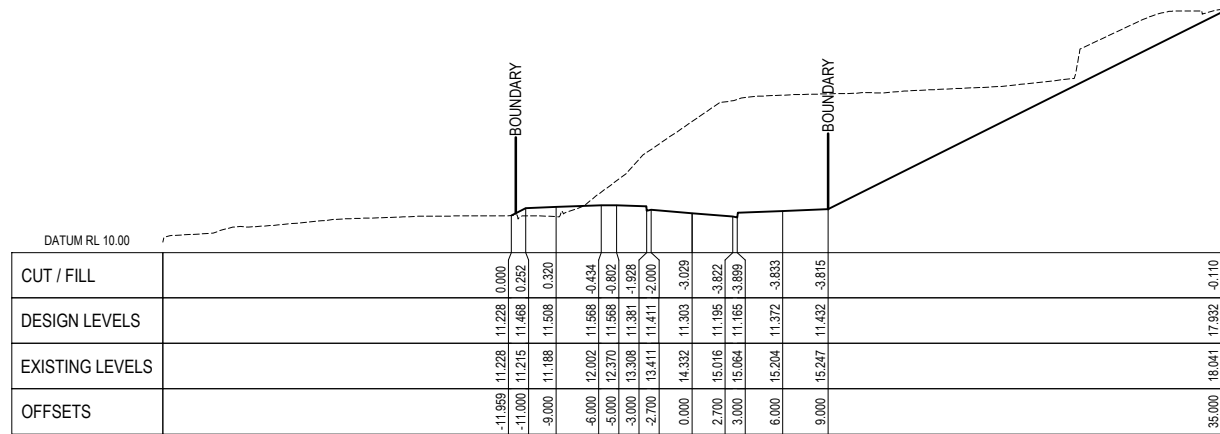 BOUNDARY
BOUNDARY
DATUM RL 10.00
CUT / FILL 0.000 0.252 0.320 -0.434 -0.802 -1.928 -2.000 -3.029 -3.822 -3.899 -3.833 -3.815 -0.110
DESIGN LEVELS 11.228 11.468 11.508 11.568 11.568 11.381 11.411 11.303 11.195 11.165 11.372 11.432 17.932
EXISTING LEVELS 11.228 11.215 11.188 12.002 12.370 13.308 13.411 14.332 15.016 15.064 15.204 15.247 18.041
OFFSETS -11.959 -11.000 -9.000 -6.000 -5.000 -3.000 -2.700 0.000 2.700 3.000 6.000 9.000 35.000